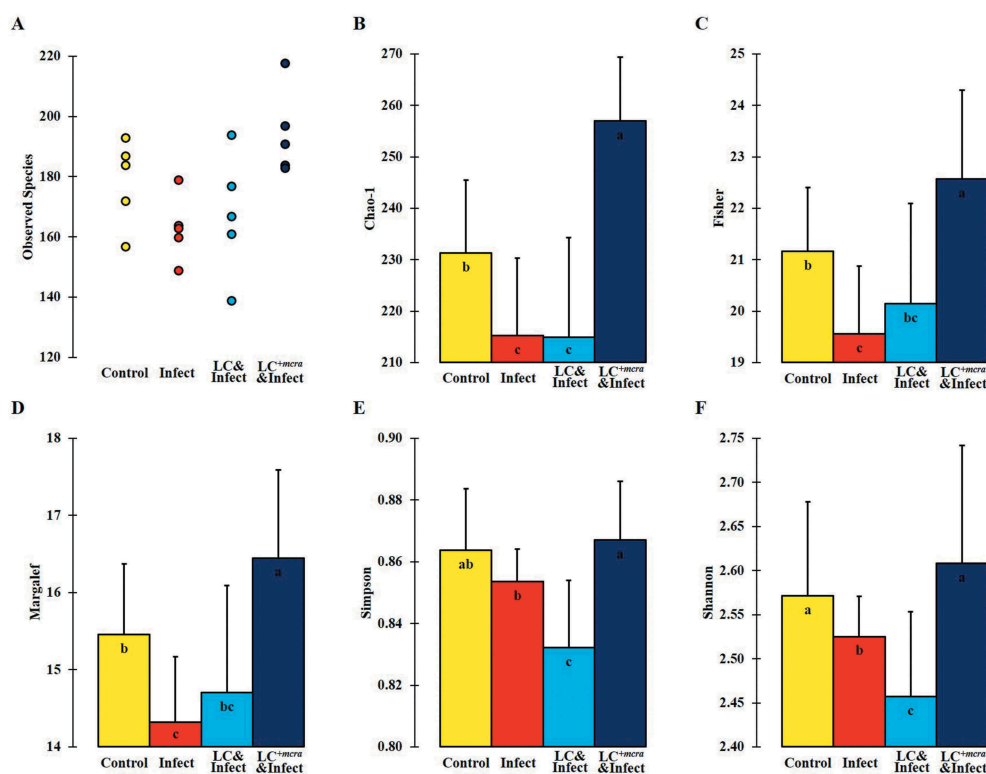 A
Observed Species
220
200
180
160
140
120
Control
Infect
LC&
Infect
LC+mcra
&Infect
B
Chao-1
270
260
250
240
230
220
210
b
c
c
a
Control
Infect
LC&
Infect
LC+mcra
&Infect
C
Fisher
25
24
23
22
21
20
19
b
c
bc
a
Control
Infect
LC&
Infect
LC+mcra
&Infect
D
Margalef
18
17
16
15
14
b
c
bc
a
Control
Infect
LC&
Infect
LC+mcra
&Infect
E
Simpson
0.90
0.88
0.86
0.84
0.82
0.80
ab
b
c
a
Control
Infect
LC&
Infect
LC+mcra
&Infect
F
Shannon
2.75
2.70
2.65
2.60
2.55
2.50
2.45
2.40
a
b
c
a
Control
Infect
LC&
Infect
LC+mcra
&Infect